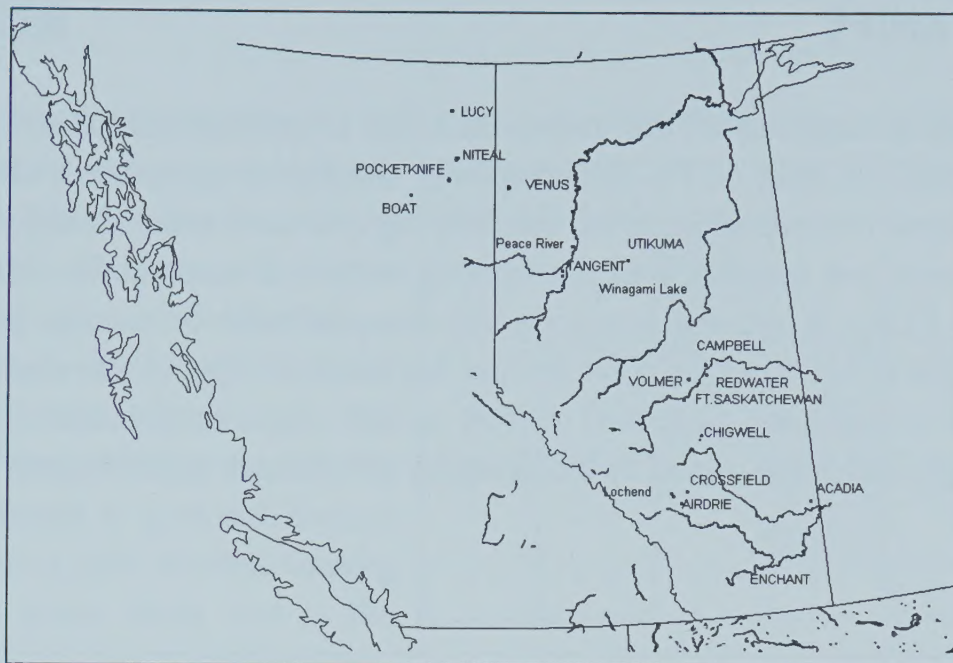 LUCY
NITEAL
POCKETKNIFE
VENUS
BOAT
Peace River
UTIKUMA
TANGENT
Winagami Lake
CAMPBELL
VOLMER
REDWATER
FT.SASKATCHEWAN
CHIGWELL
CROSSFIELD
Lochend
ACADIA
AIRDRIE
ENCHANT